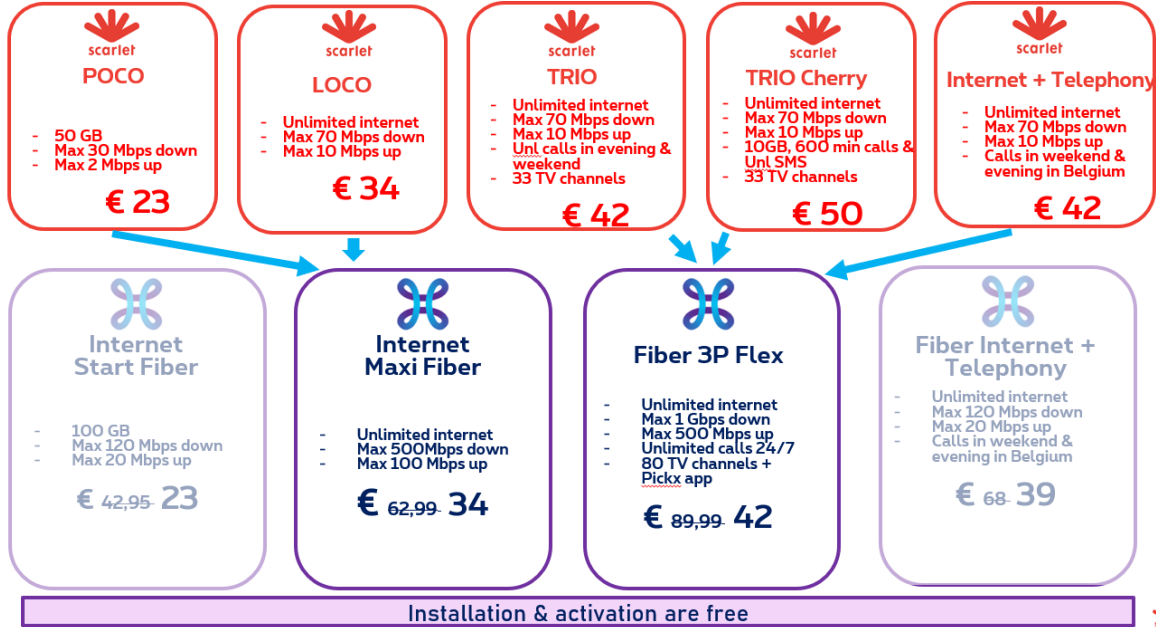 scarlet
POCO
- 50 GB
- Max 30 Mbps down
- Max 2 Mbps up
€ 23
scarlet
LOCO
- Unlimited internet
- Max 70 Mbps down
- Max 10 Mbps up
€ 34
scarlet
TRIO
- Unlimited internet
- Max 70 Mbps down
- Max 10 Mbps up
- Unl calls in evening &
weekend
- 33 TV channels
€ 42
scarlet
TRIO Cherry
- Unlimited internet
- Max 70 Mbps down
- Max 10 Mbps up
- 10GB, 600 min calls &
Unl SMS
- 33 TV channels
€ 50
scarlet
Internet + Telephony
- Unlimited internet
- Max 70 Mbps down
- Max 10 Mbps up
- Calls in weekend &
evening in Belgium
€ 42
Internet
Start Fiber
- 100 GB
- Max 120 Mbps down
- Max 20 Mbps up
€ 42,95 23
Internet
Maxi Fiber
- Unlimited internet
- Max 500Mbps down
- Max 100 Mbps up
€ 62,99 34
Fiber 3P Flex
- Unlimited internet
- Max 1 Gbps down
- Max 500 Mbps up
- Unlimited calls 24/7
- 80 TV channels +
Pickx app
€ 89,99 42
Fiber Internet +
Telephony
- Unlimited internet
- Max 120 Mbps down
- Max 20 Mbps up
- Calls in weekend &
evening in Belgium
€ 68 39
Installation & activation are free